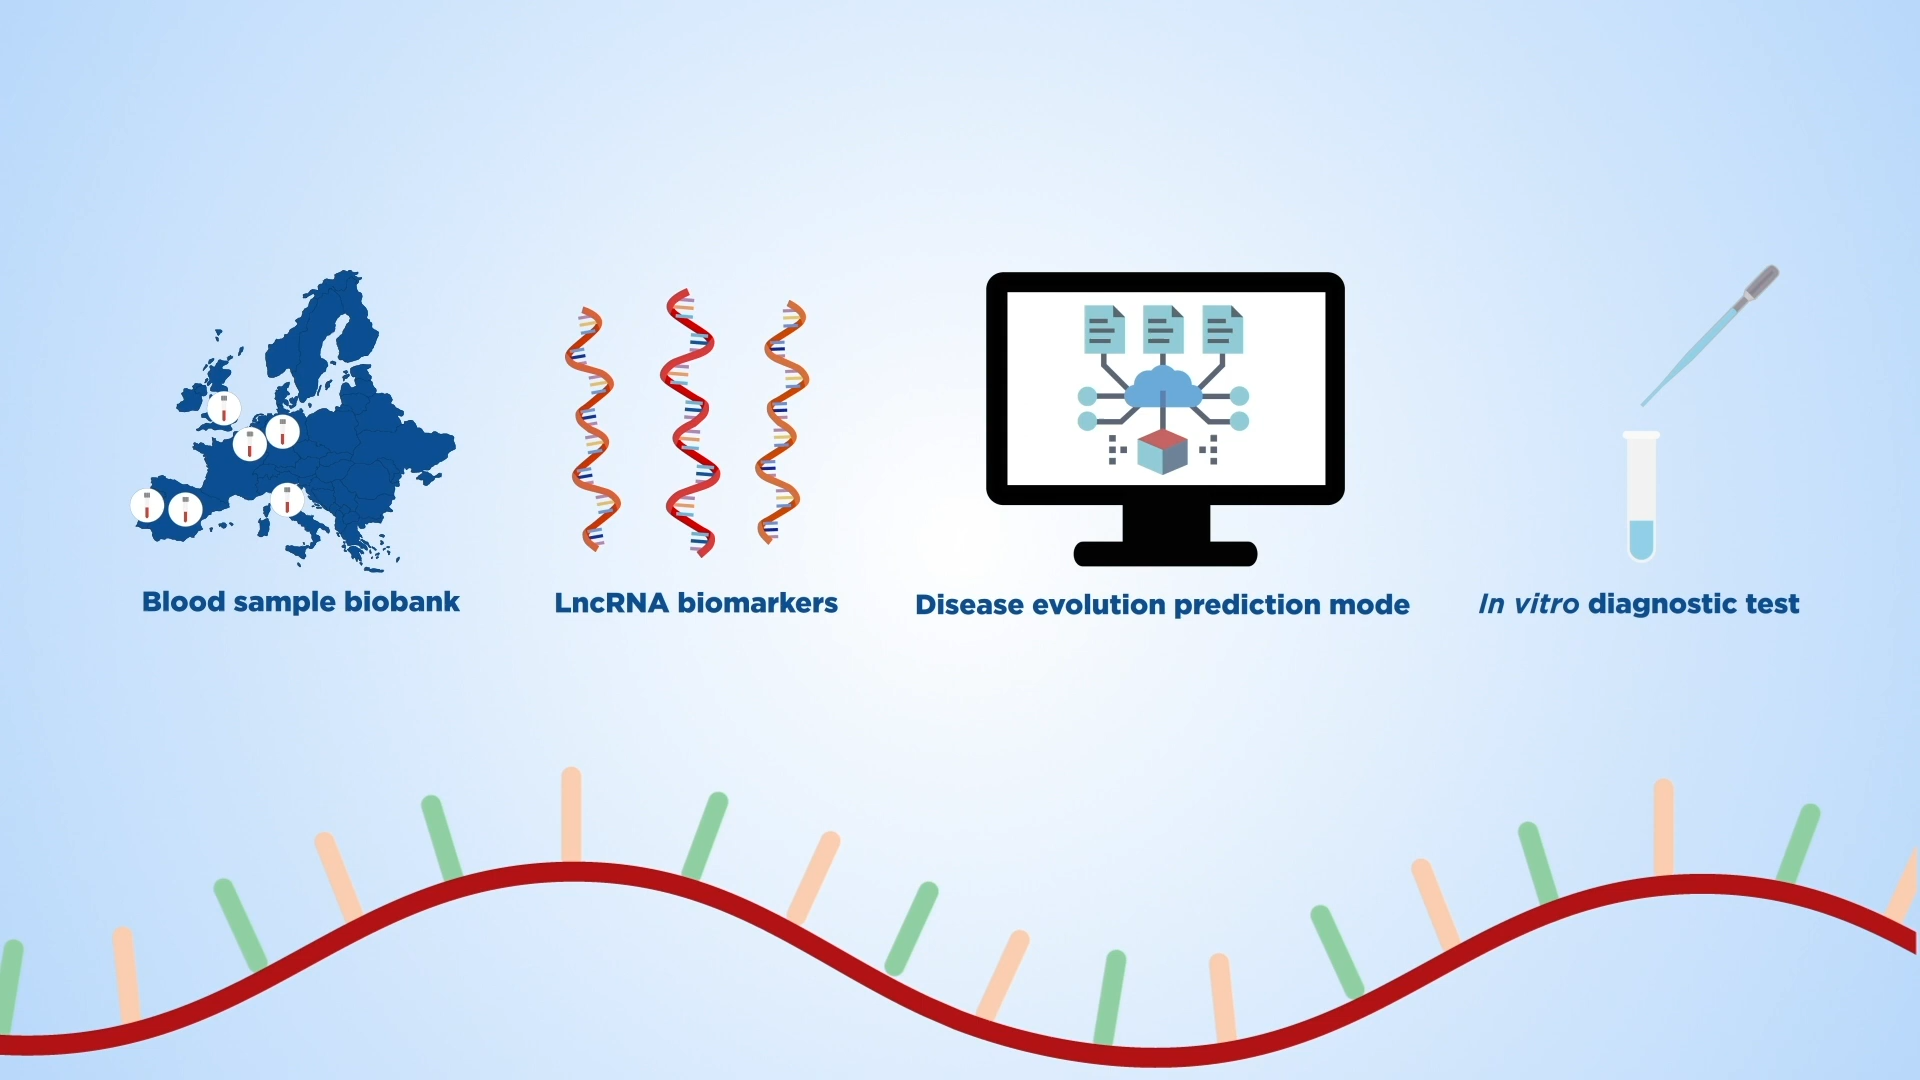 Blood sample biobank
LncRNA biomarkers
Disease evolution prediction mode
In vitro diagnostic test